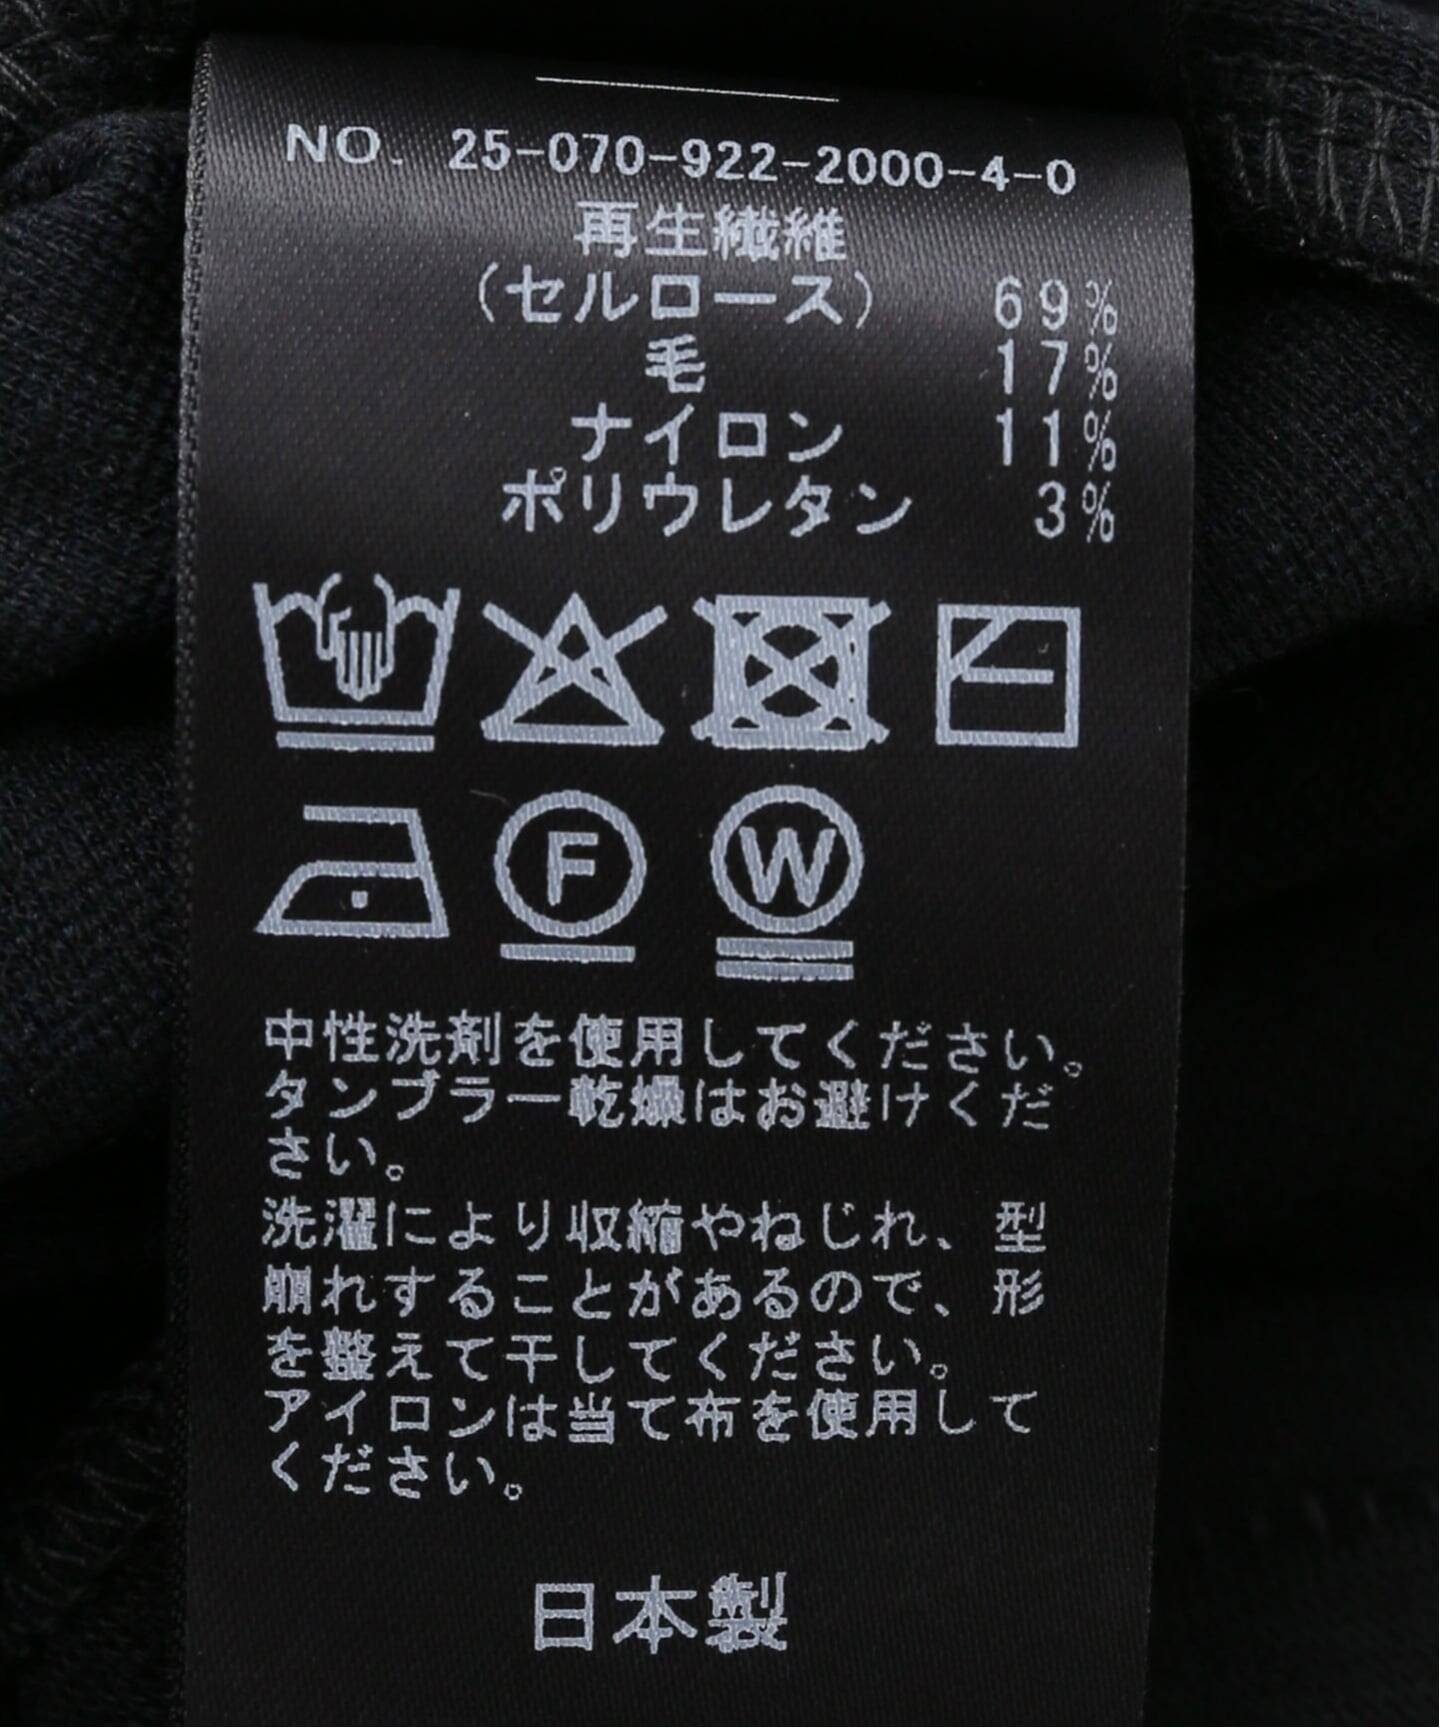 NO. 25-070-922-2000-4-0
再生繊維
(セルロース) 69%
毛 17%
ナイロン 11%
ポリウレタン 3%
F W
中性洗剤を使用してください。
タンブラー乾燥はお避けくだ
さい。
洗濯により収縮やねじれ、型
崩れすることがあるので、形
を整えて干してください。
アイロンは当て布を使用して
ください。
日本製